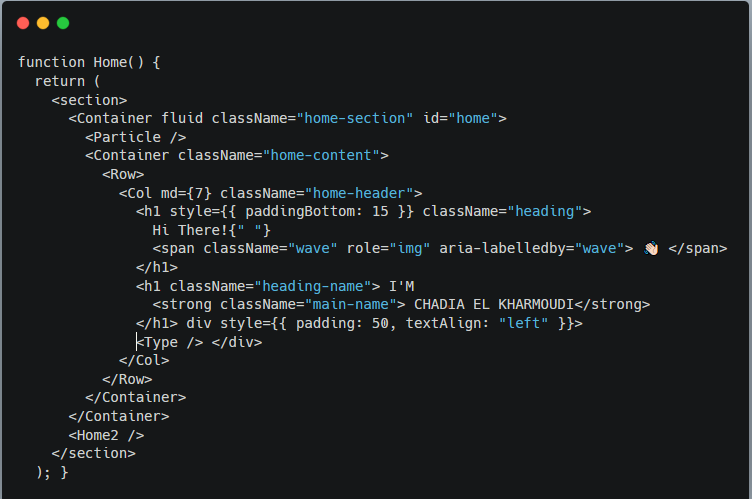 function Home() {
return (
<section>
<Container fluid className="home-section" id="home">
<Particle />
<Container className="home-content">
<Row>
<Col md={7} className="home-header">
<h1 style={{ paddingBottom: 15 }} className="heading">
Hi There!{" "}
<span className="wave" role="img" aria-labelledby="wave"> 👋🏻 </span>
</h1>
<h1 className="heading-name"> I'M
<strong className="main-name"> CHADIA EL KHARMOUDI</strong>
</h1> div style={{ padding: 50, textAlign: "left" }}>
<Type /> </div>
</Col>
</Row>
</Container>
</Container>
<Home2 />
</section>
); }